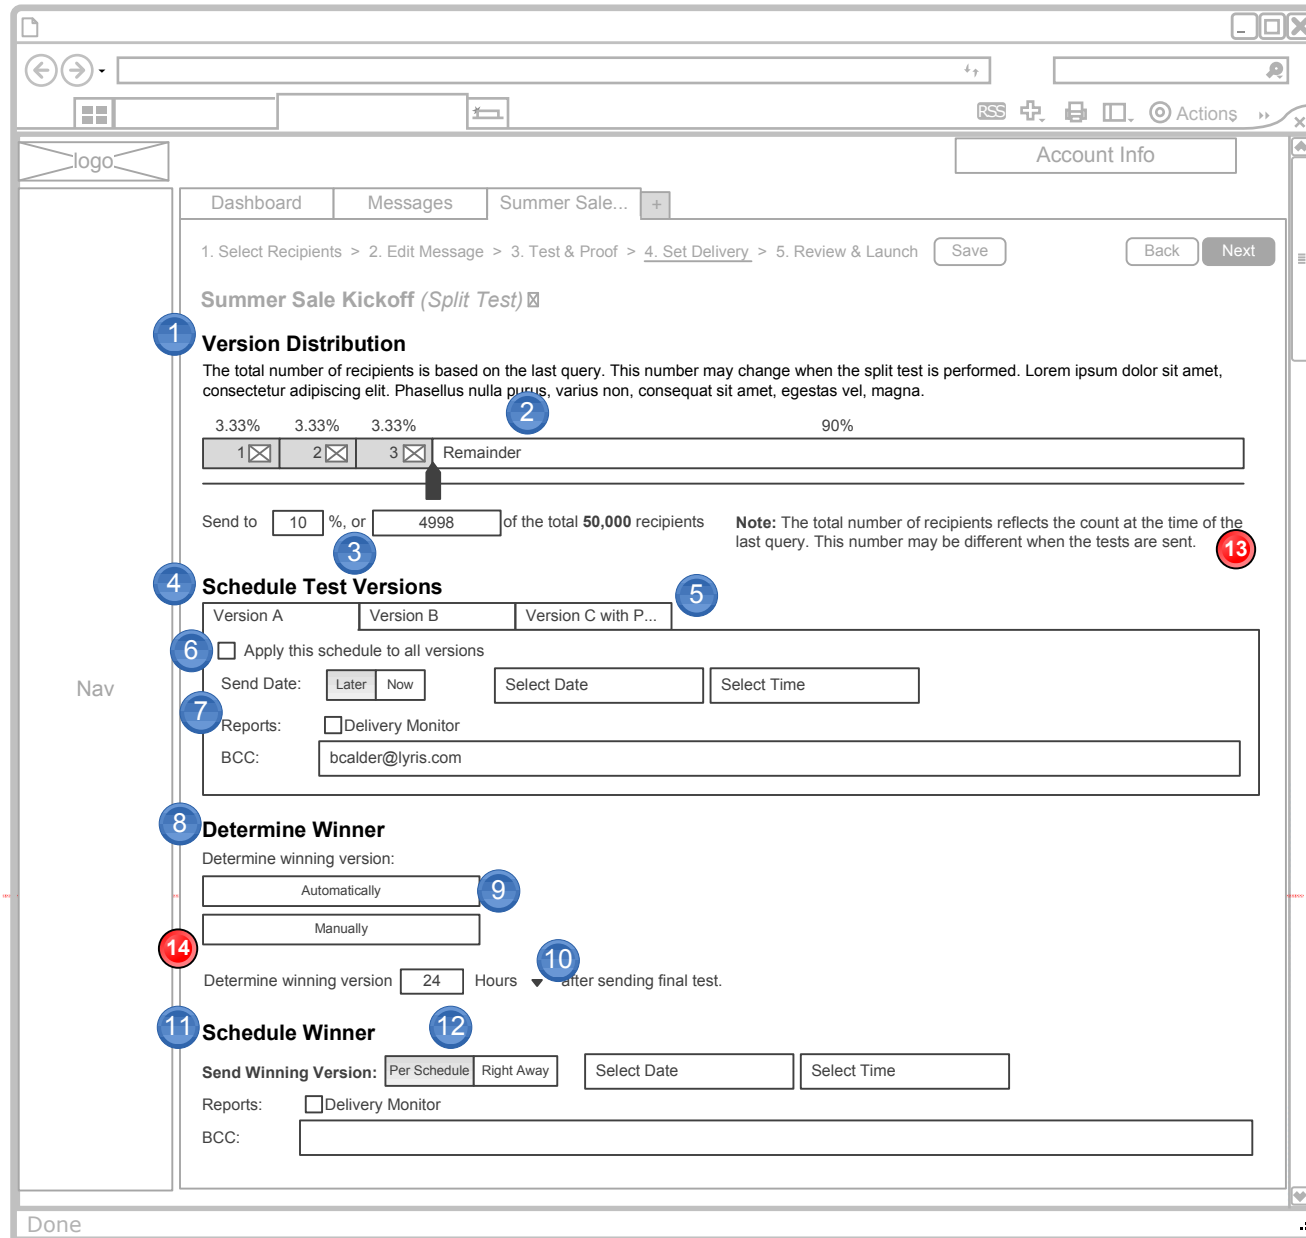 RSS
Actions
logo
Account Info
Dashboard
Messages
Summer Sale...
+
1. Select Recipients > 2. Edit Message > 3. Test & Proof > 4. Set Delivery > 5. Review & Launch
Save
Back
Next
Summer Sale Kickoff (Split Test)
1
Version Distribution
The total number of recipients is based on the last query. This number may change when the split test is performed. Lorem ipsum dolor sit amet,
consectetur adipiscing elit. Phasellus nulla purus, varius non, consequat sit amet, egestas vel, magna.
2
3.33%
3.33%
3.33%
90%
1
2
3
Remainder
Send to 10 %, or 4998 of the total 50,000 recipients
Note: The total number of recipients reflects the count at the time of the
last query. This number may be different when the tests are sent.
13
3
4
Schedule Test Versions
5
Version A
Version B
Version C with P...
6
Apply this schedule to all versions
Nav
Send Date:
Later
Now
Select Date
Select Time
7
Reports:
Delivery Monitor
BCC:
bcalder@lyris.com
8
Determine Winner
Determine winning version:
Automatically
9
Manually
14
10
Determine winning version 24 Hours after sending final test.
11
Schedule Winner
12
Send Winning Version:
Per Schedule
Right Away
Select Date
Select Time
Reports:
Delivery Monitor
BCC:
Done